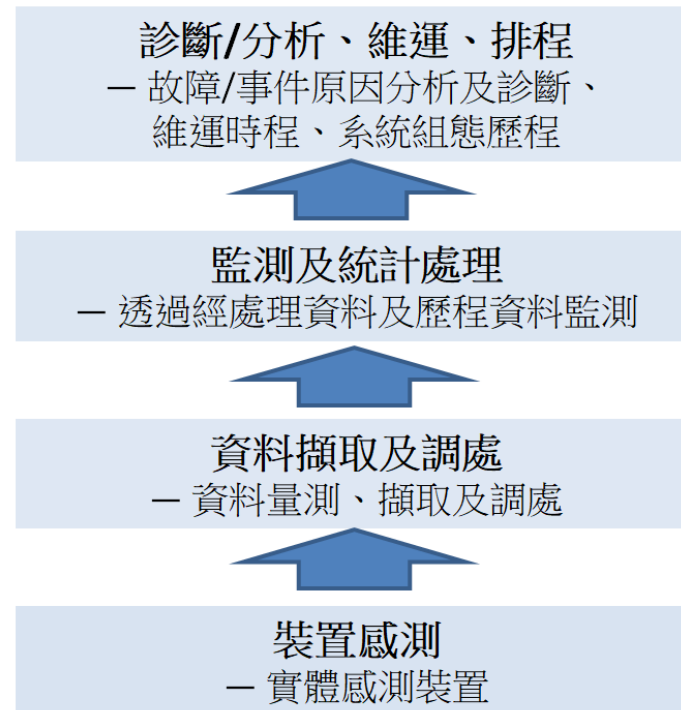 診斷/分析、維運、排程
— 故障/事件原因分析及診斷、
維運時程、系統組態歷程
監測及統計處理
— 透過經處理資料及歷程資料監測
資料擷取及調處
— 資料量測、擷取及調處
裝置感測
— 實體感測裝置